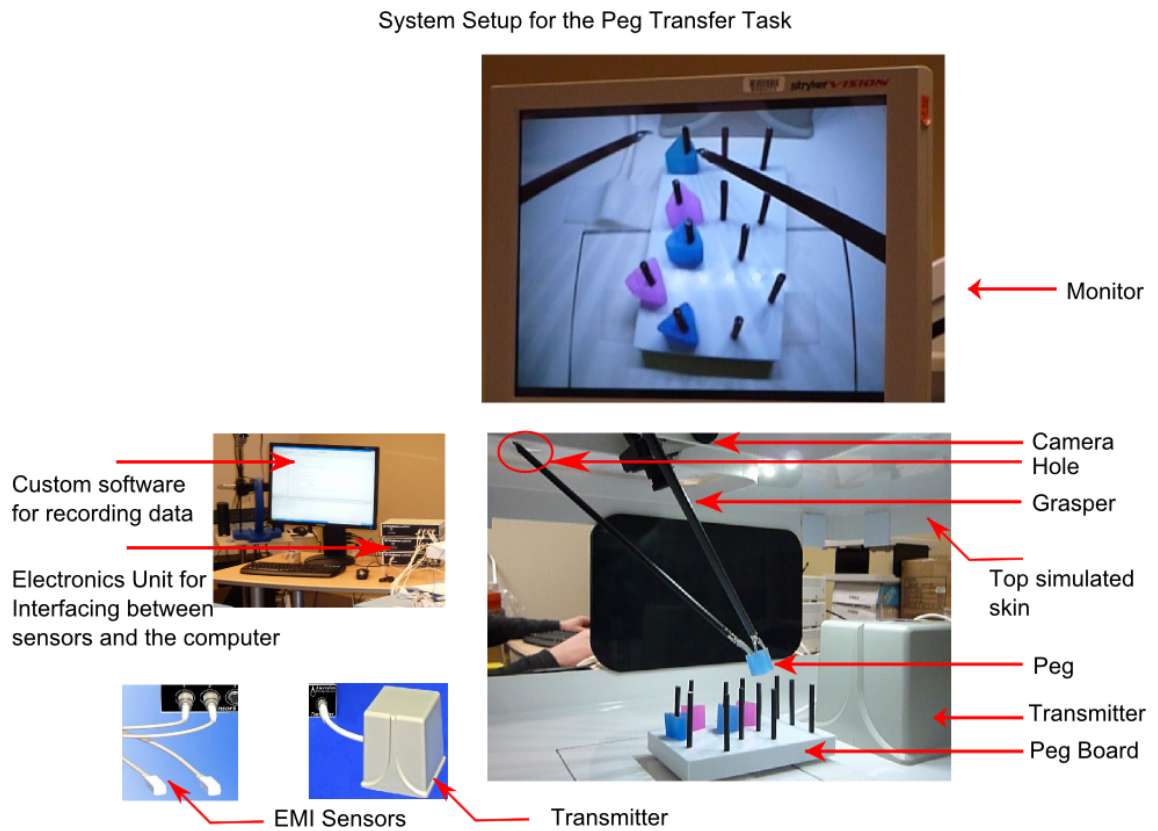 System Setup for the Peg Transfer Task
stryker VISION
Monitor
Camera
Hole
Grasper
Custom software
for recording data
Electronics Unit for
Interfacing between
sensors and the computer
Top simulated
skin
Peg
Transmitter
Peg Board
EMI Sensors
Transmitter